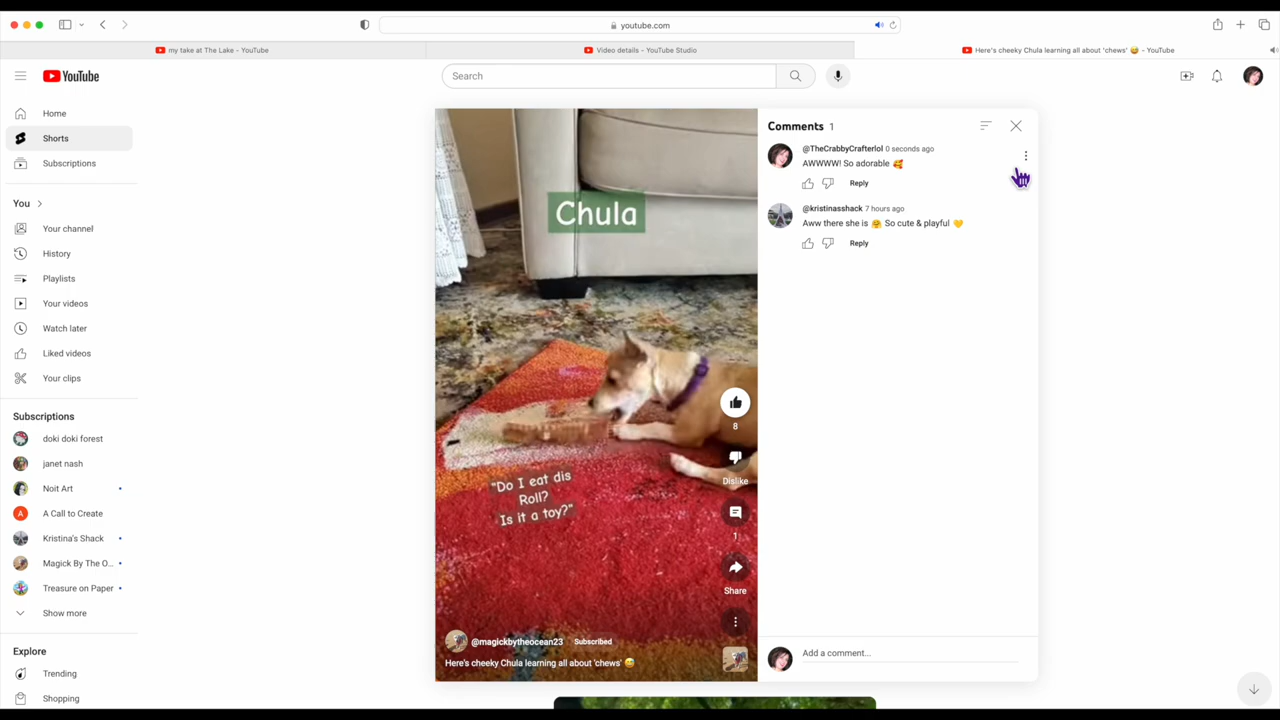 youtube.com
my take at The Lake - YouTube
Video details - YouTube Studio
Here's cheeky Chula learning all about 'chews' 😅 - YouTube
YouTube
Search
Home
Shorts
Subscriptions
You
Your channel
History
Playlists
Your videos
Watch later
Liked videos
Your clips
Subscriptions
doki doki forest
janet nash
Noit Art
A Call to Create
Kristina's Shack
Magick By The O...
Treasure on Paper
Show more
Explore
Trending
Shopping
Chula
"Do I eat dis
Roll?
Is it a toy?"
8
Dislike
1
Share
@magickbytheocean23 Subscribed
Here's cheeky Chula learning all about 'chews' 😅
Comments 1
@TheCrabbyCrafterlol 0 seconds ago
AWWWW! So adorable 🥰
Reply
@kristinasshack 7 hours ago
Aww there she is 🤗 So cute & playful 💛
Reply
Add a comment...